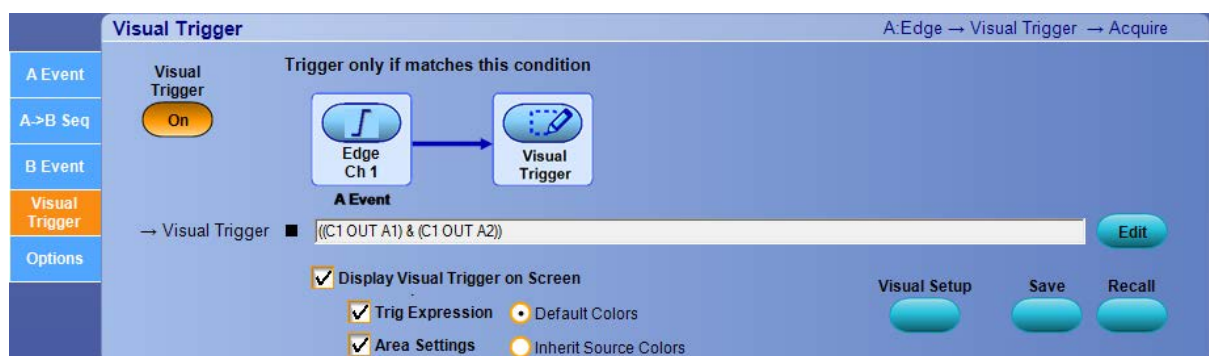 Visual Trigger
A:Edge → Visual Trigger → Acquire
A Event
A->B Seq
B Event
Visual
Trigger
Options
Visual
Trigger
On
Trigger only if matches this condition
Edge
Ch 1
A Event
Visual
Trigger
→ Visual Trigger ■ ((C1 OUT A1) & (C1 OUT A2))
Edit
Display Visual Trigger on Screen
Trig Expression
Default Colors
Area Settings
Inherit Source Colors
Visual Setup
Save
Recall